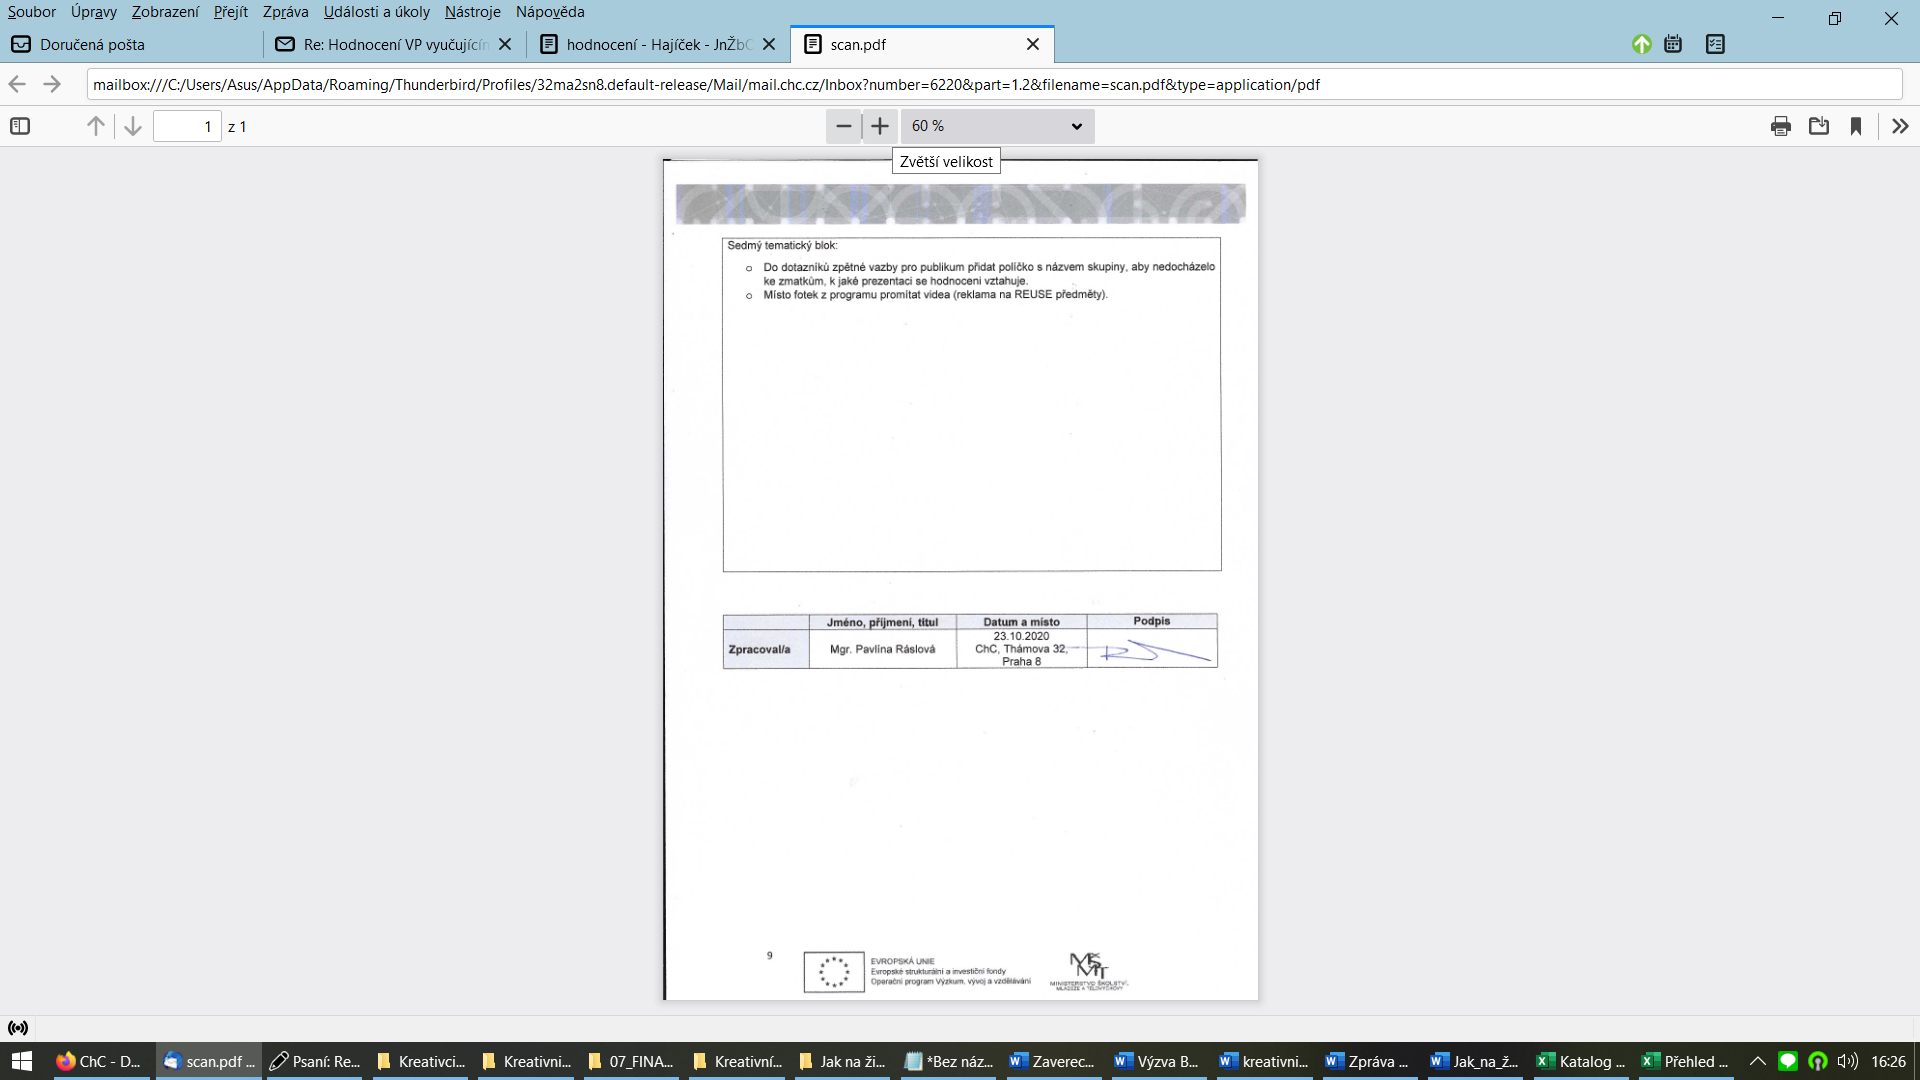 Soubor Úpravy Zobrazení Přejít Zpráva Události a úkoly Nástroje Nápověda
Doručená pošta
Re: Hodnocení VP vyučujícím
hodnocení - Hajíček - JnŽbO
scan.pdf
mailbox:///C:/Users/Asus/AppData/Roaming/Thunderbird/Profiles/32ma2sn8.default-release/Mail/mail.chc.cz/Inbox?number=6220&part=1.2&filename=scan.pdf&type=application/pdf
1 z 1
60 %
Zvětší velikost
Sedmý tematický blok:
Do dotazníků zpětné vazby pro publikum přidat políčko s názvem skupiny, aby nedocházelo
ke zmatkům, k jaké prezentaci se hodnocení vztahuje.
Místo fotek z programu promítat videa (reklama na REUSE předměty).
Jméno, příjmení, titul Datum a místo Podpis
Zpracoval/a Mgr. Pavlína Ráslová
23.10.2020
ChC, Thámova 32,
Praha 8
9
EVROPSKÁ UNIE
Evropské strukturální a investiční fondy
Operační program Výzkum, vývoj a vzdělávání
MŠMT
MINISTERSTVO ŠKOLSTVÍ,
MLÁDEŽE A TĚLOVÝCHOVY
ChC - D... scan.pdf ... Psaní: Re... Kreativci... Kreativni... 07_FINA... Kreativní... Jak na ži... *Bez náz... Zaverec... Výzva B... kreativni... Zpráva ... Jak_na_ž... Katalog ... Přehled ... 16:26